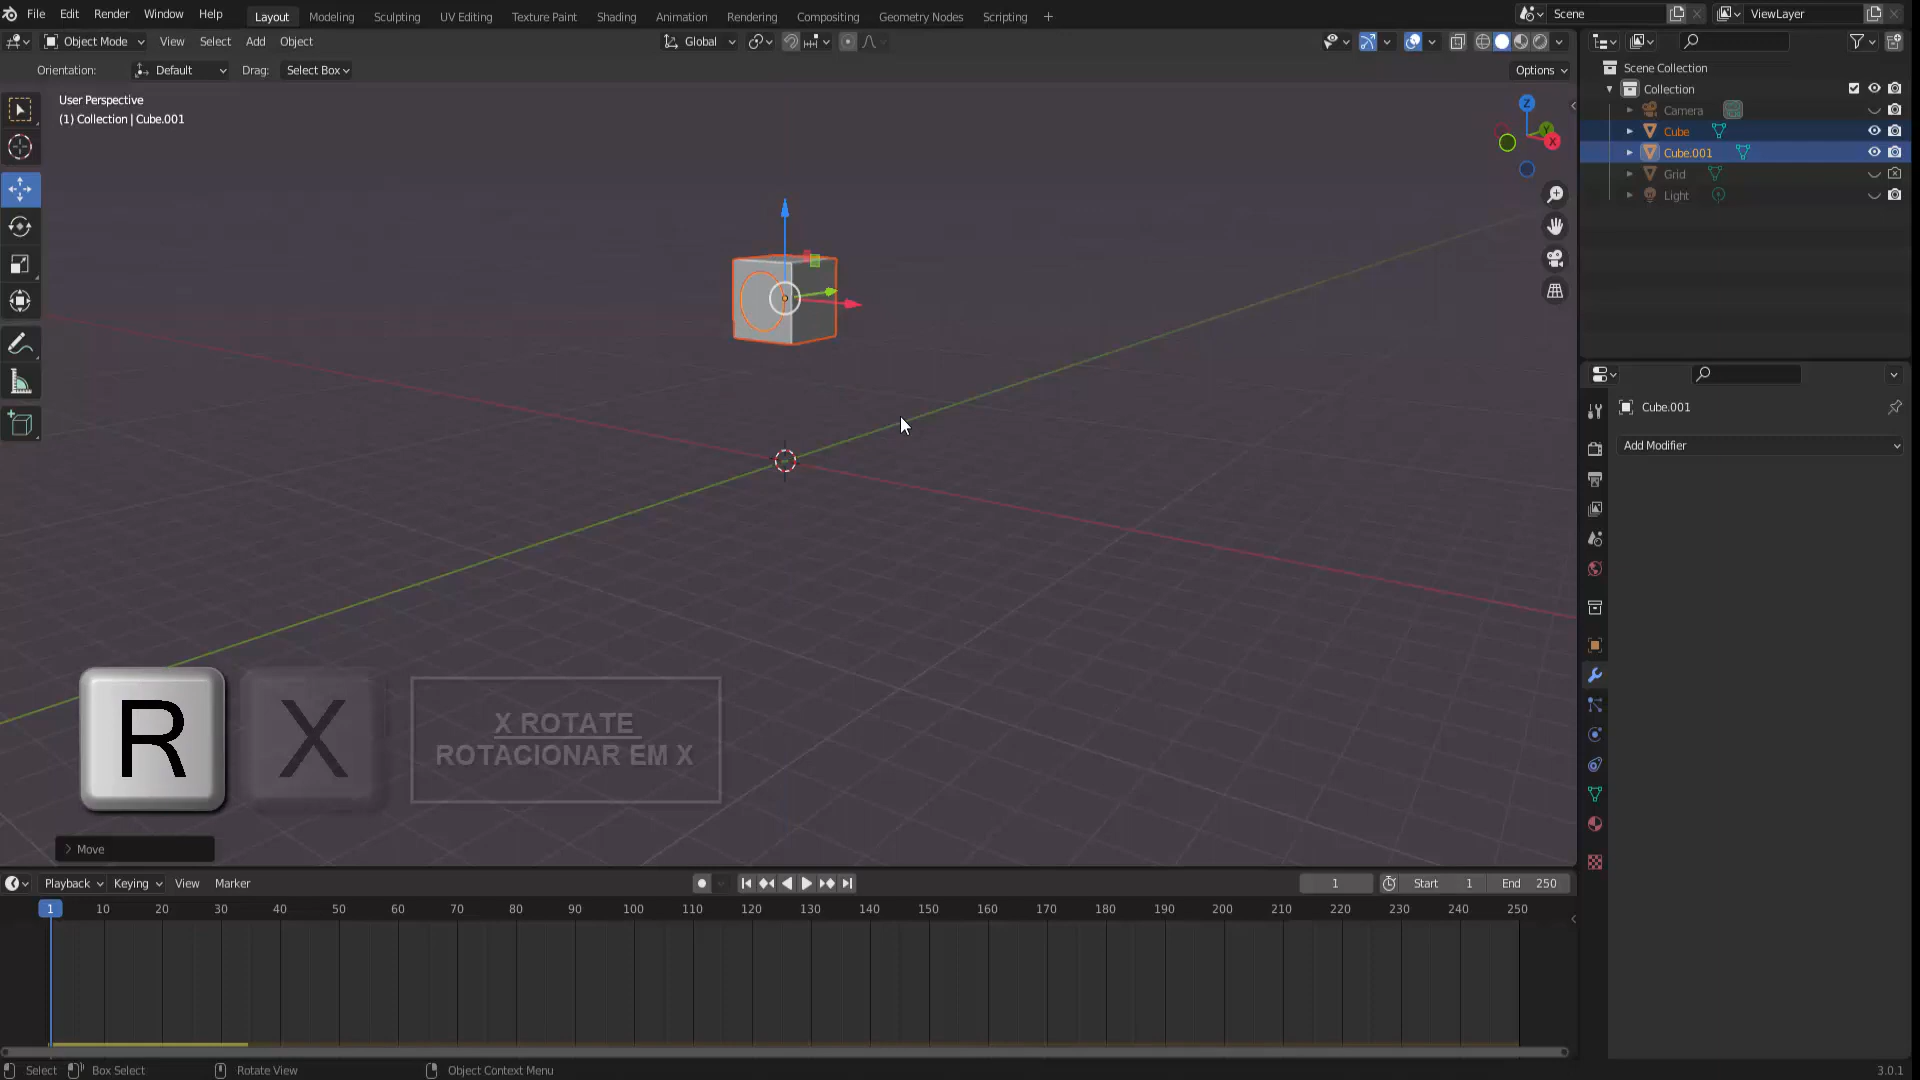 File Edit Render Window Help Layout Modeling Sculpting UV Editing Texture Paint Shading Animation Rendering Compositing Geometry Nodes Scripting + Scene ViewLayer
Object Mode View Select Add Object Global
Orientation: Default Drag: Select Box Options
User Perspective
(1) Collection | Cube.001
Z
Y
X
Scene Collection
Collection
Camera
Cube
Cube.001
Grid
Light
Cube.001
Add Modifier
R X
X ROTATE
ROTACIONAR EM X
Move
Playback Keying View Marker 1 Start 1 End 250
1 10 20 30 40 50 60 70 80 90 100 110 120 130 140 150 160 170 180 190 200 210 220 230 240 250
Select Box Select Rotate View Object Context Menu 3.0.1